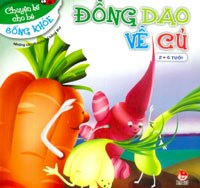 Chuyện kể
cho bé
SỐNG KHỎE
ĐỒNG DAO
VỀ CỦ
2 - 6 TUỔI